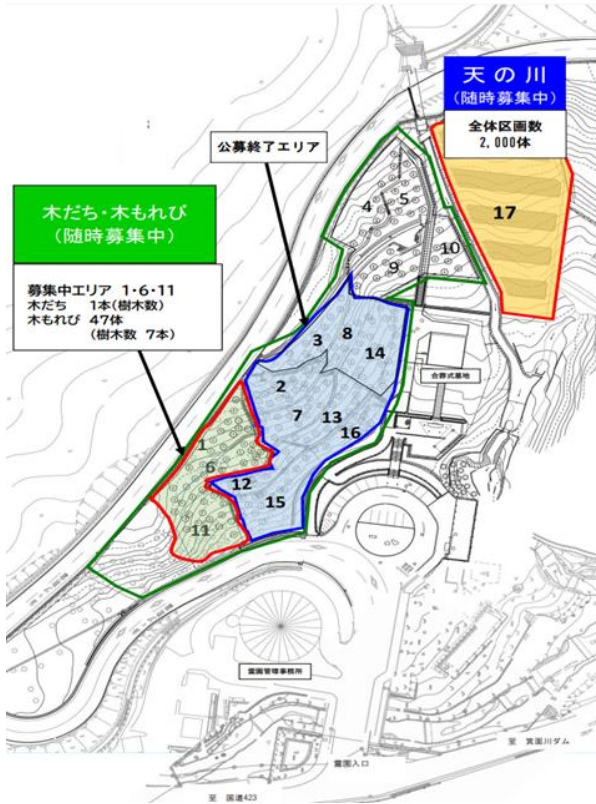 天の川
(随時募集中)
全体区画数
2,000体
公募終了エリア
木だち・木もれび
(随時募集中)
募集中エリア 1・6・11
木だち 1本(樹木数)
木もれび 47体
(樹木数 7本)
4
5
17
10
9
3
8
14
合葬式墓地
2
7
13
16
1
6
12
15
11
霊園管理事務所
至 箕面川ダム
霊園入口
至 国道423